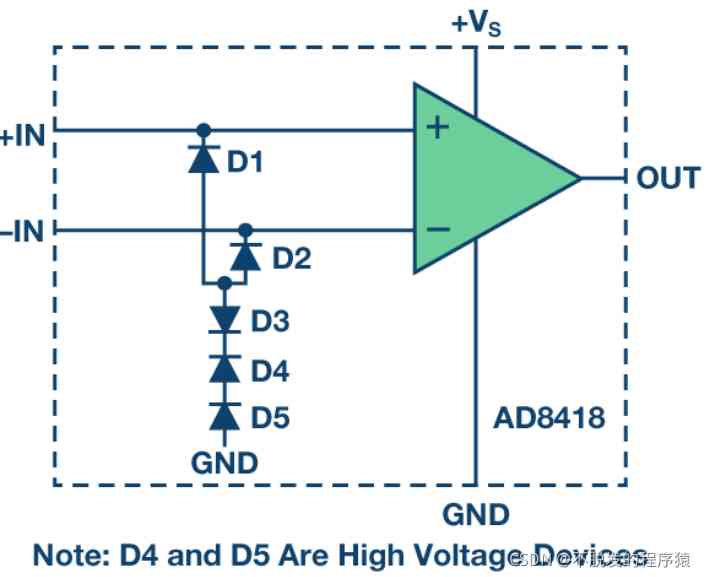 +Vs
+IN
+
D1
OUT
–IN
–
D2
D3
D4
D5
AD8418
GND
GND
Note: D4 and D5 Are High Voltage Devices
CSDN @不脱发的程序猿